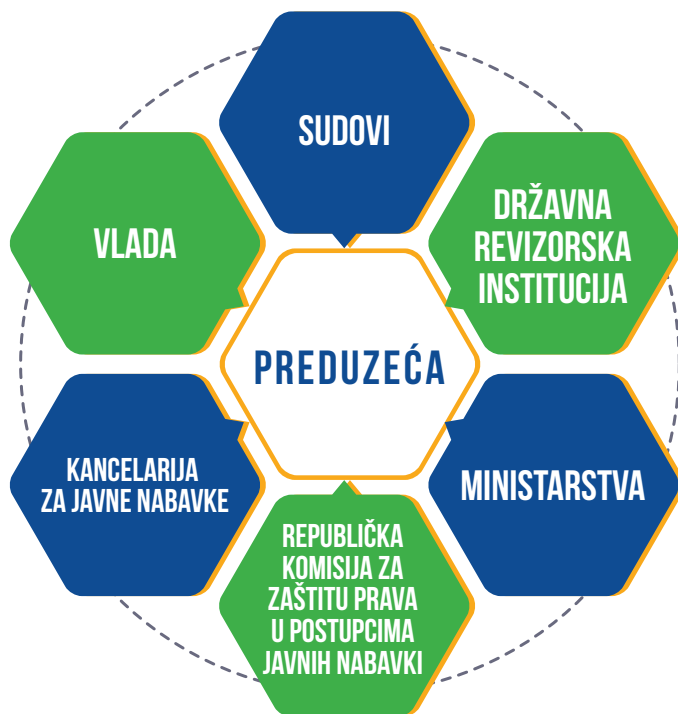 SUDOVI
VLADA
DRŽAVNA
REVIZORSKA
INSTITUCIJA
PREDUZEĆA
KANCELARIJA
ZA JAVNE NABAVKE
MINISTARSTVA
REPUBLIČKA
KOMISIJA ZA
ZAŠTITU PRAVA
U POSTUPCIMA
JAVNIH NABAVKI